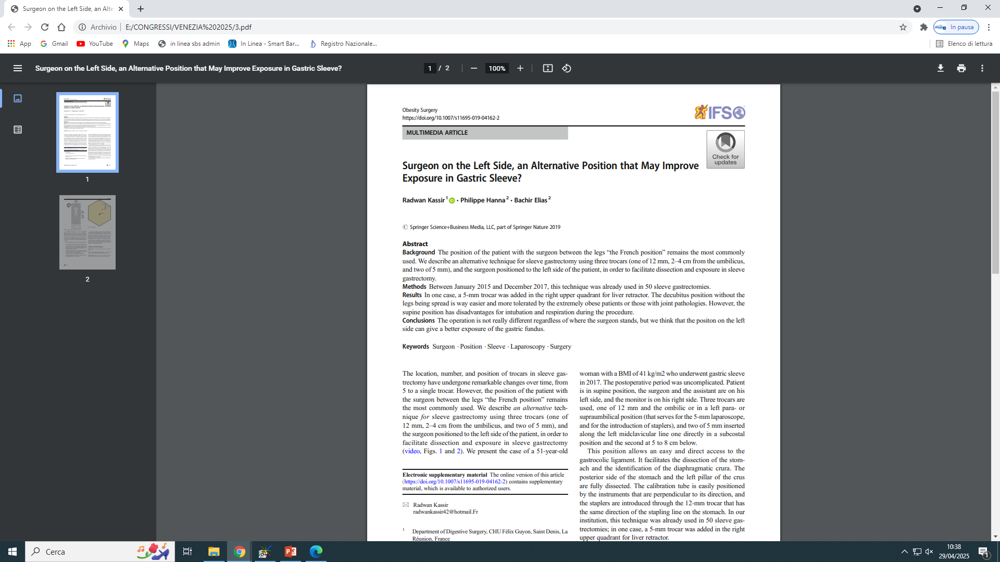 Surgeon on the Left Side, an Alte
Archivio
E:/CONGRESSI/VENEZIA%202025/3.pdf
In pausa
App
Gmail
YouTube
Maps
in linea sbs admin
In Linea - Smart Bar...
Registro Nazionale...
Elenco di lettura
Surgeon on the Left Side, an Alternative Position that May Improve Exposure in Gastric Sleeve?
1 / 2
100%
1
2
Obesity Surgery
https://doi.org/10.1007/s11695-019-04162-2
IFSO
MULTIMEDIA ARTICLE
Check for
updates
Surgeon on the Left Side, an Alternative Position that May Improve
Exposure in Gastric Sleeve?
Radwan Kassir 1 iD · Philippe Hanna 2 · Bachir Elias 2
© Springer Science+Business Media, LLC, part of Springer Nature 2019
Abstract
Background The position of the patient with the surgeon between the legs “the French position” remains the most commonly
used. We describe an alternative technique for sleeve gastrectomy using three trocars (one of 12 mm, 2–4 cm from the umbilicus,
and two of 5 mm), and the surgeon positioned to the left side of the patient, in order to facilitate dissection and exposure in sleeve
gastrectomy.
Methods Between January 2015 and December 2017, this technique was already used in 50 sleeve gastrectomies.
Results In one case, a 5-mm trocar was added in the right upper quadrant for liver retractor. The decubitus position without the
legs being spread is way easier and more tolerated by the extremely obese patients or those with joint pathologies. However, the
supine position has disadvantages for intubation and respiration during the procedure.
Conclusions The operation is not really different regardless of where the surgeon stands, but we think that the positon on the left
side can give a better exposure of the gastric fundus.
Keywords Surgeon · Position · Sleeve · Laparoscopy · Surgery
The location, number, and position of trocars in sleeve gas-
trectomy have undergone remarkable changes over time, from
5 to a single trocar. However, the position of the patient with
the surgeon between the legs “the French position” remains
the most commonly used. We describe an alternative tech-
nique for sleeve gastrectomy using three trocars (one of
12 mm, 2–4 cm from the umbilicus, and two of 5 mm), and
the surgeon positioned to the left side of the patient, in order to
facilitate dissection and exposure in sleeve gastrectomy
(video, Figs. 1 and 2). We present the case of a 51-year-old
Electronic supplementary material The online version of this article
(https://doi.org/10.1007/s11695-019-04162-2) contains supplementary
material, which is available to authorized users.
Radwan Kassir
radwankassir42@hotmail.Fr
1 Department of Digestive Surgery, CHU Félix Guyon, Saint Denis, La
Réunion, France
woman with a BMI of 41 kg/m2 who underwent gastric sleeve
in 2017. The postoperative period was uncomplicated. Patient
is in supine position, the surgeon and the assistant are on his
left side, and the monitor is on his right side. Three trocars are
used, one of 12 mm and the ombilic or in a left para- or
supraumbilical position (that serves for the 5-mm laparoscope,
and for the introduction of staplers), and two of 5 mm inserted
along the left midclavicular line one directly in a subcostal
position and the second at 5 to 8 cm below.
This position allows an easy and direct access to the
gastrocolic ligament. It facilitates the dissection of the stom-
ach and the identification of the diaphragmatic crura. The
posterior side of the stomach and the left pillar of the crus
are fully dissected. The calibration tube is easily positioned
by the instruments that are perpendicular to its direction, and
the staplers are introduced through the 12-mm trocar that has
the same direction of the stapling line on the stomach. In our
institution, this technique was already used in 50 sleeve gas-
trectomies; in one case, a 5-mm trocar was added in the right
upper quadrant for liver retractor.
Cerca
10:38
29/04/2025
1